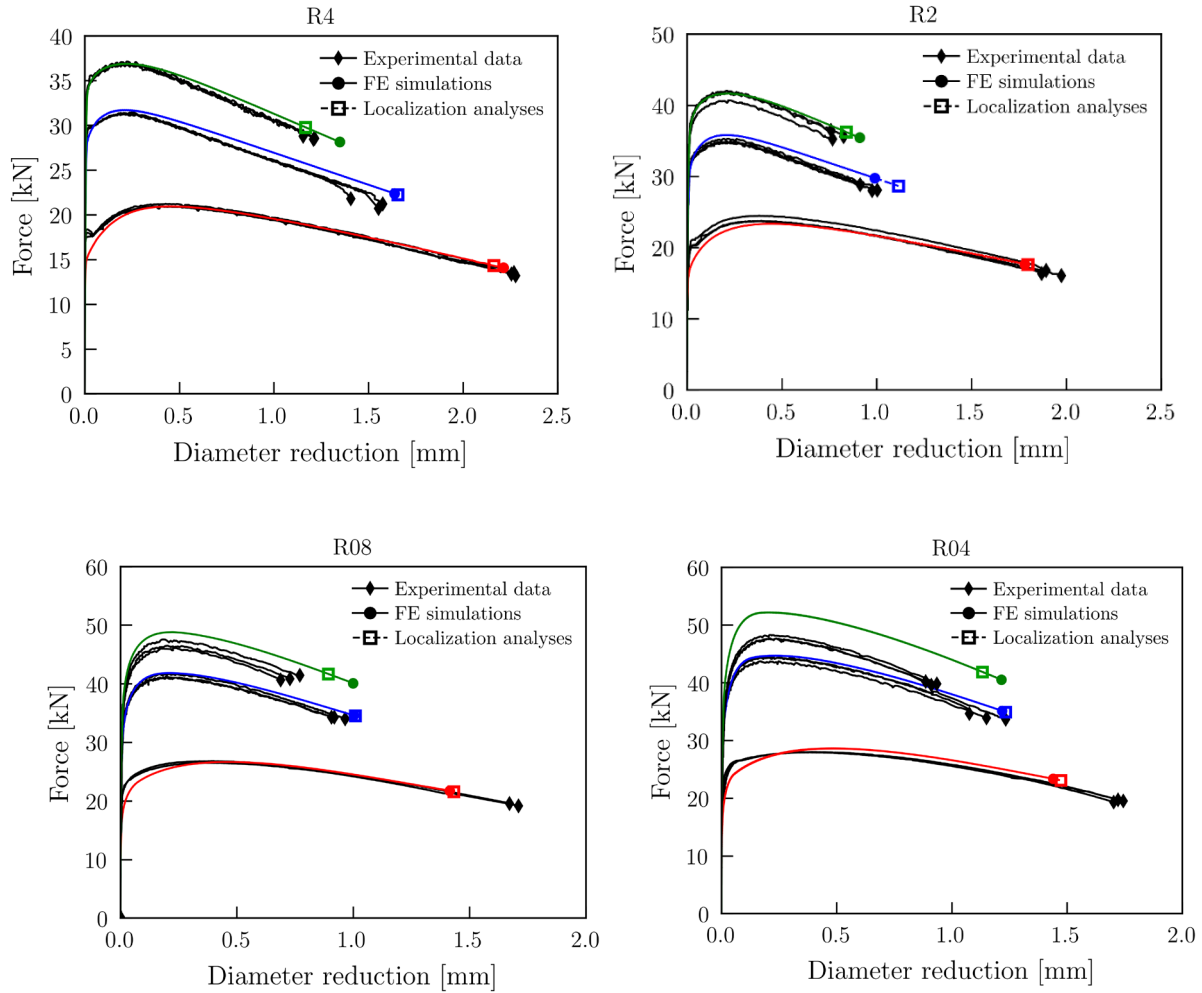 R4
40
35
30
25
20
15
10
5
0
Force [kN]
Experimental data
FE simulations
Localization analyses
0.0 0.5 1.0 1.5 2.0 2.5
Diameter reduction [mm]
R2
50
40
30
20
10
0
Force [kN]
Experimental data
FE simulations
Localization analyses
0.0 0.5 1.0 1.5 2.0 2.5
Diameter reduction [mm]
R08
60
50
40
30
20
10
0
Force [kN]
Experimental data
FE simulations
Localization analyses
0.0 0.5 1.0 1.5 2.0
Diameter reduction [mm]
R04
60
50
40
30
20
10
0
Force [kN]
Experimental data
FE simulations
Localization analyses
0.0 0.5 1.0 1.5 2.0
Diameter reduction [mm]